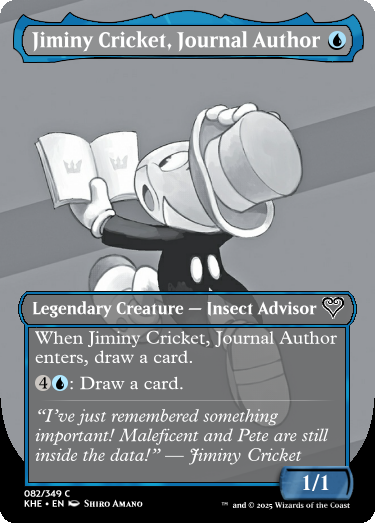 Jiminy Cricket, Journal Author
Legendary Creature — Insect Advisor
When Jiminy Cricket, Journal Author
enters, draw a card.
4: Draw a card.
“I’ve just remembered something
important! Maleficent and Pete are still
inside the data!” — Jiminy Cricket
1/1
082/349 C
KHE • EN Shiro Amano
™ and © 2025 Wizards of the Coast